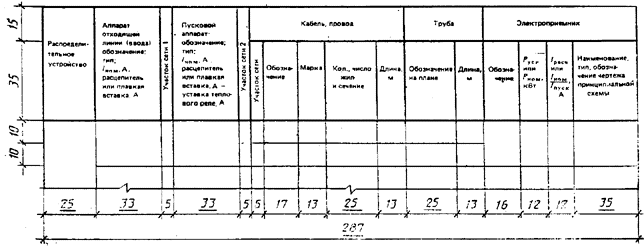 15
35
10
10
Распредели-
тельное
устройство
Аппарат
отходящей
линии (ввода)
обозначение;
тип;
Iном, А,
расцепитель
или плавкая
вставка, А
Участок сети 1
Пусковой
аппарат:
обозначение;
тип;
Iном, А,
расцепитель
или плавкая
вставка, А —
уставка тепло-
вого реле, А
Участок сети 2
Кабель, провод
Участок сети
Обозна-
чение
Марка
Кол., число
жил
и сечение
Длина,
м
Труба
Обозначение
на плане
Длина,
м
Электроприемник
Обозна-
чение
Pуст
или
Pном,
кВт
Iрасч
или
Iном
Iпуск
А
Наименование,
тип, обозна-
чение чертежа
принципиальной
схемы
25 33 5 33 5 5 17 13 25 13 25 13 16 12 12 35
287